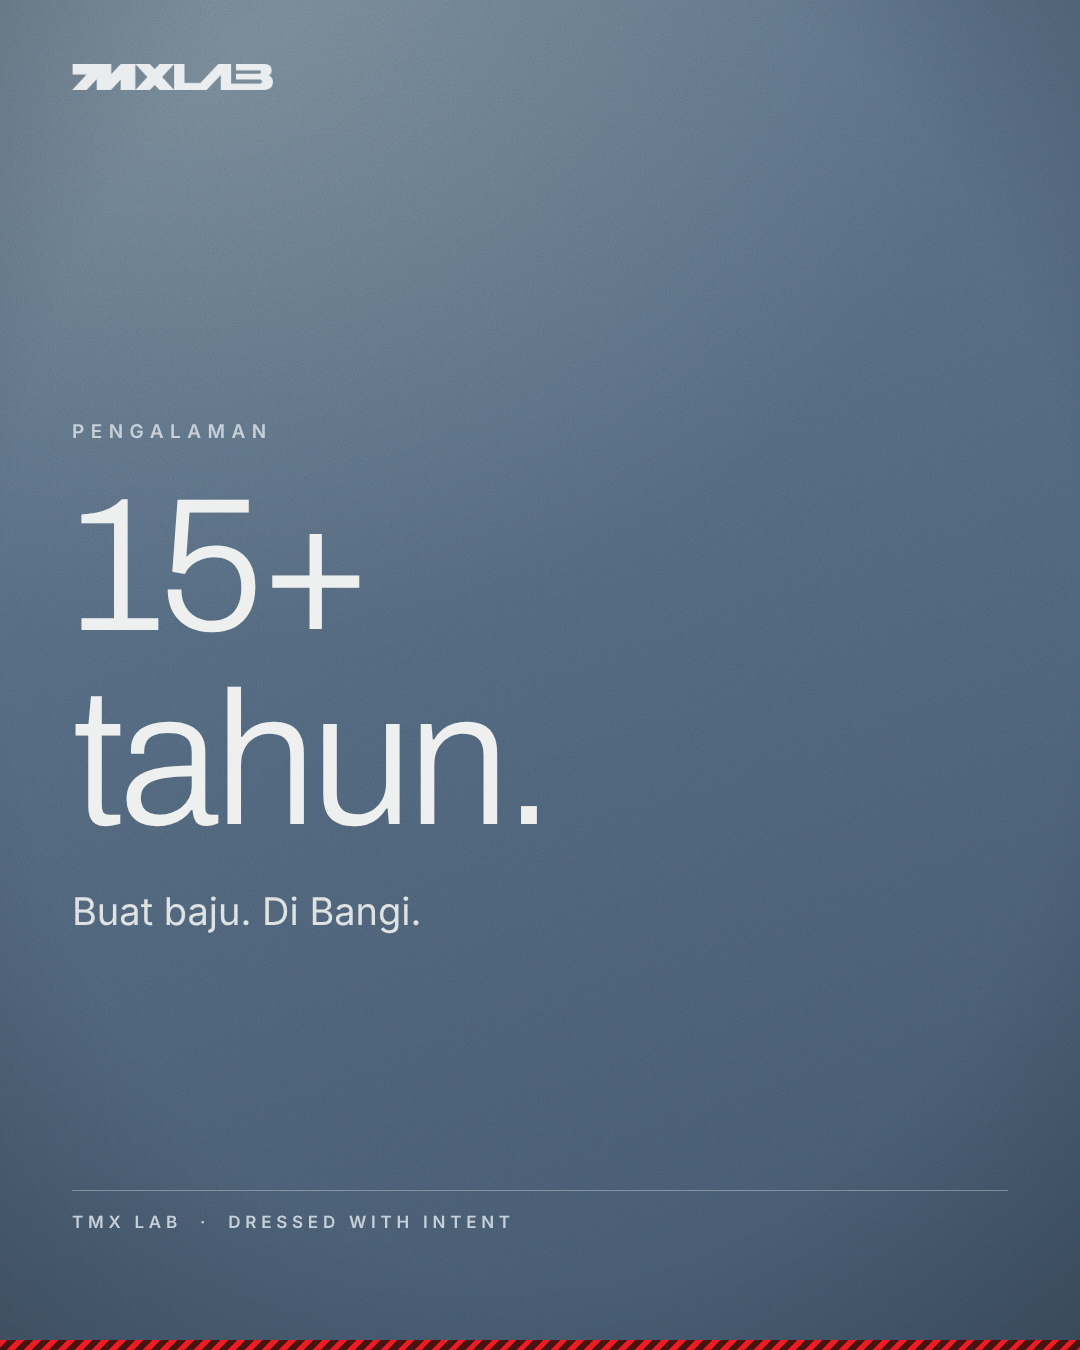 TMXLAB
PENGALAMAN
15+
tahun.
Buat baju. Di Bangi.
TMX LAB · DRESSED WITH INTENT